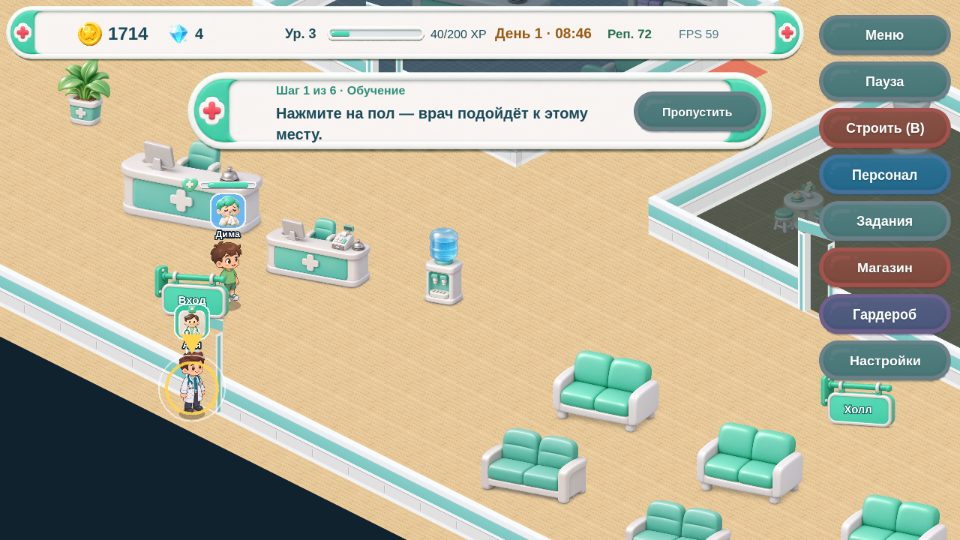 1714
4
Ур. 3
40/200 XP
День 1 · 08:46
Реп. 72
FPS 59
Меню
Шаг 1 из 6 · Обучение
Нажмите на пол — врач подойдёт к этому
месту.
Пропустить
Пауза
Строить (B)
Персонал
Задания
Магазин
Гардероб
Настройки
Дима
Вход
Холл